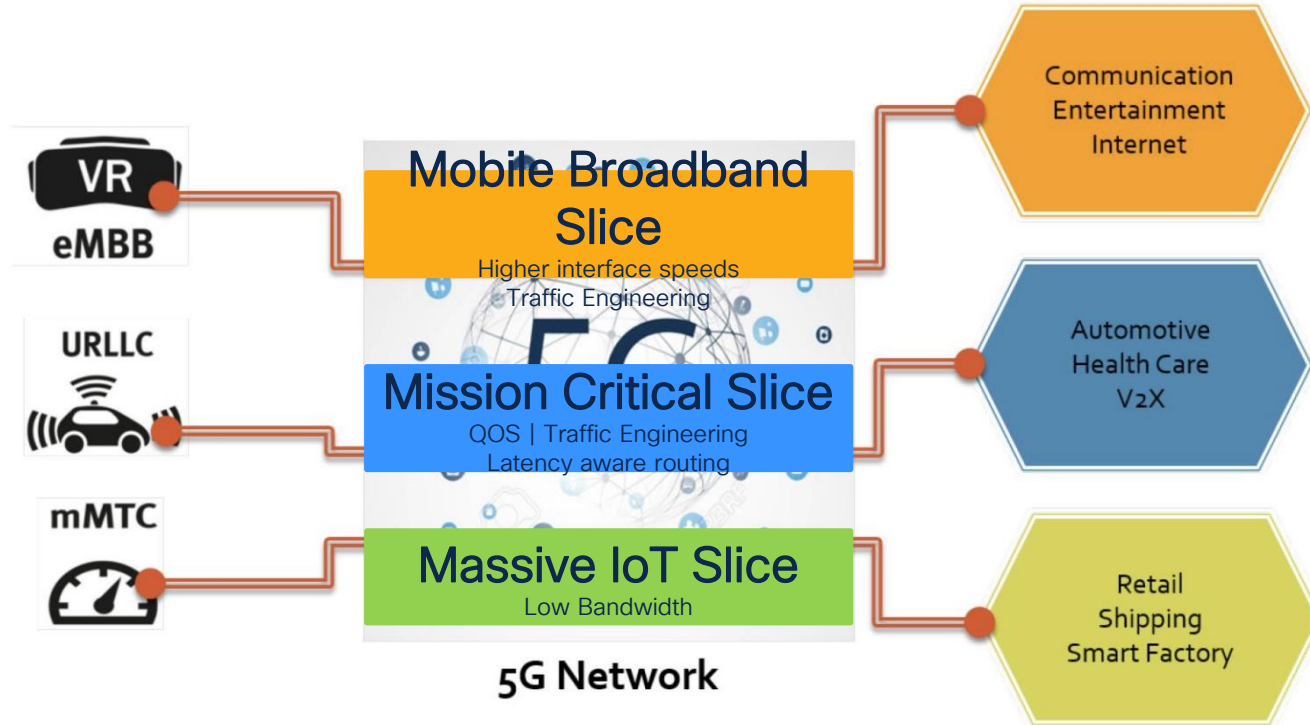 VR
eMBB
URLLC
mMTC
Mobile Broadband
Slice
Higher interface speeds
Traffic Engineering
5G
Mission Critical Slice
QOS | Traffic Engineering
Latency aware routing
Massive IoT Slice
Low Bandwidth
5G Network
Communication
Entertainment
Internet
Automotive
Health Care
V2X
Retail
Shipping
Smart Factory